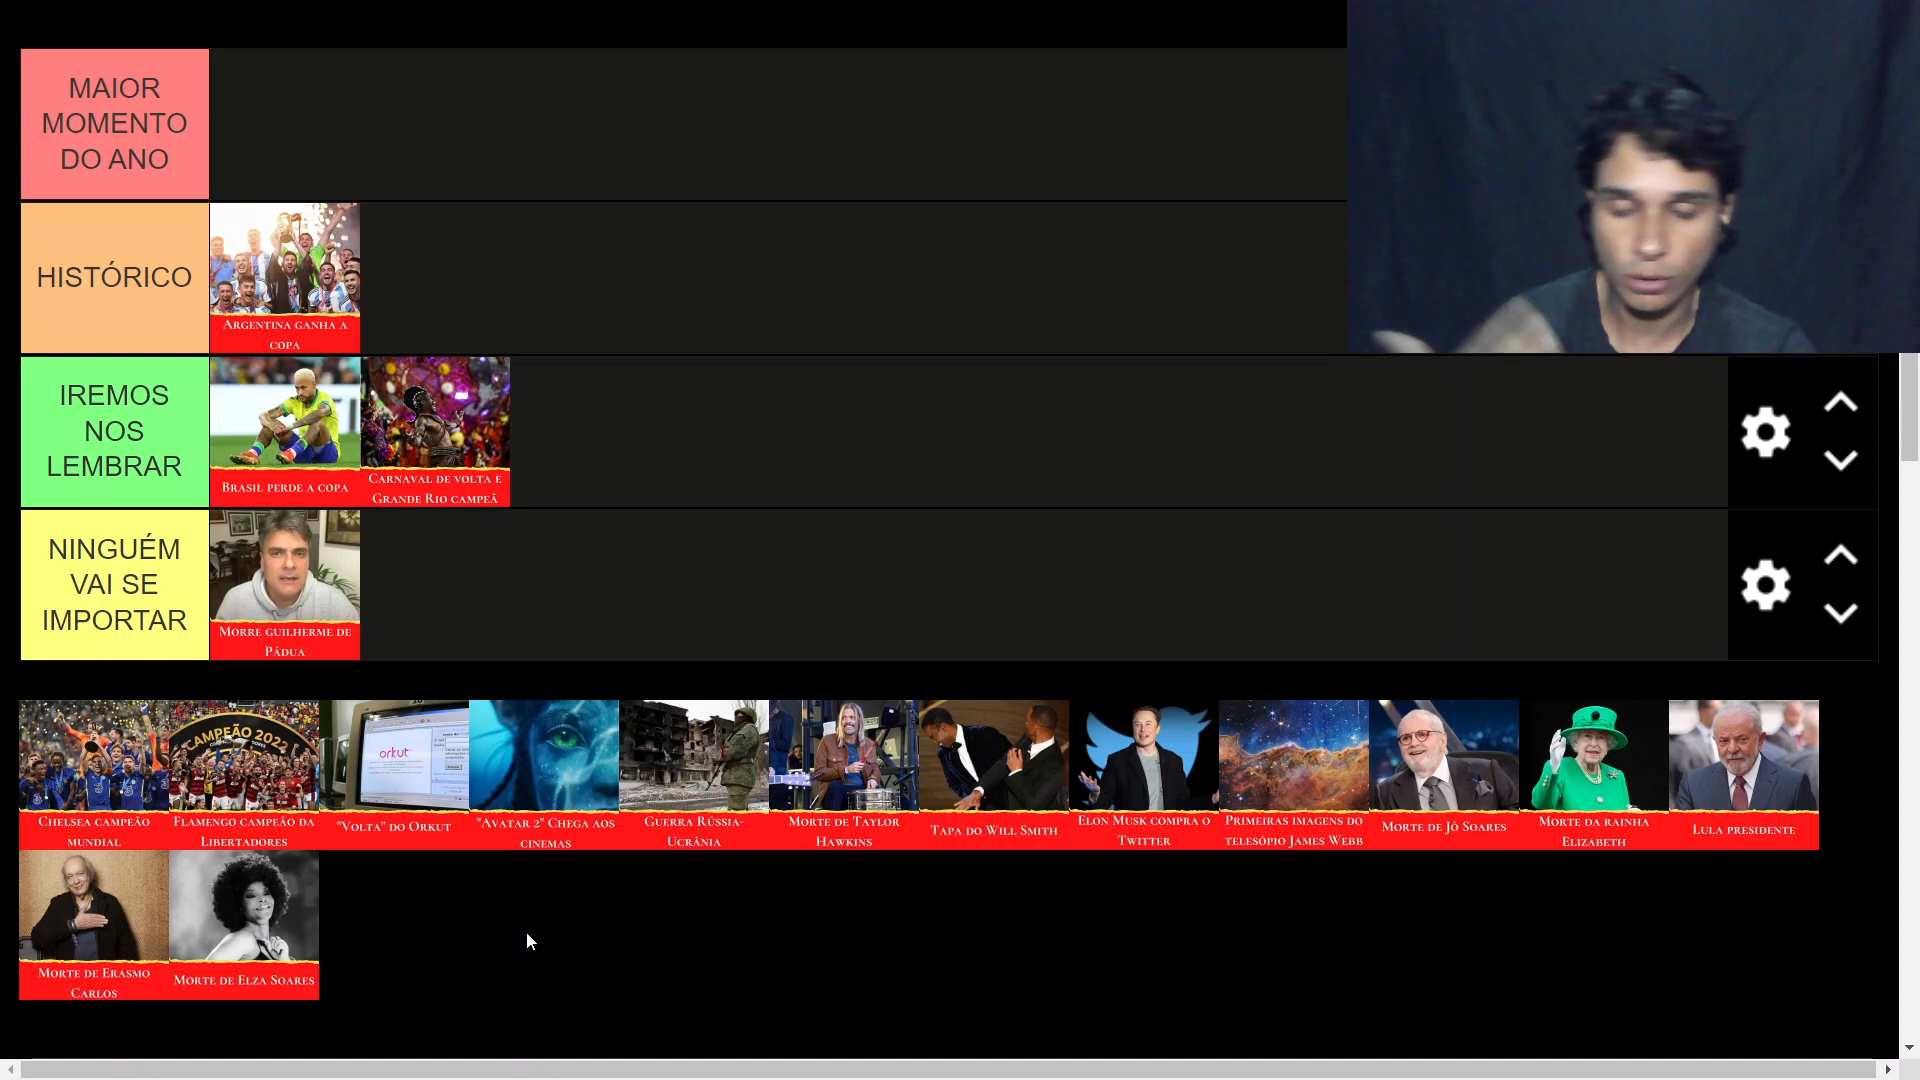 MAIOR
MOMENTO
DO ANO
HISTÓRICO
Argentina ganha a
copa
IREMOS
NOS
LEMBRAR
Brasil perde a copa
Carnaval de volta e
Grande Rio campeã
NINGUÉM
VAI SE
IMPORTAR
Morre guilherme de
Pádua
Chelsea campeão
mundial
CAMPEÃO 2022
Flamengo campeão da
Libertadores
orkut
"Volta" do Orkut
"Avatar 2" Chega aos
cinemas
Guerra Rússia-
Ucrânia
Morte de Taylor
Hawkins
Tapa do Will Smith
Elon Musk compra o
Twitter
Primeiras imagens do
telesópio James Webb
Morte de Jô Soares
Morte da rainha
Elizabeth
Lula presidente
Morte de Erasmo
Carlos
Morte de Elza Soares